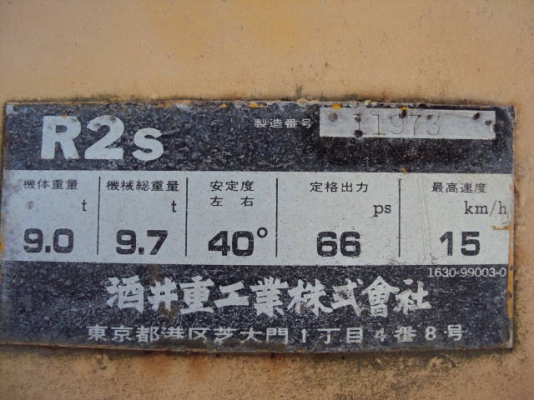 R2s
製造番号 11973
機体重量 機械総重量 安定度 定格出力 最高速度
左右
t t ps km/h
9.0 9.7 40° 66 15
1630-99003-0
酒井重工業株式會社
東京都港区芝大門1丁目4番8号